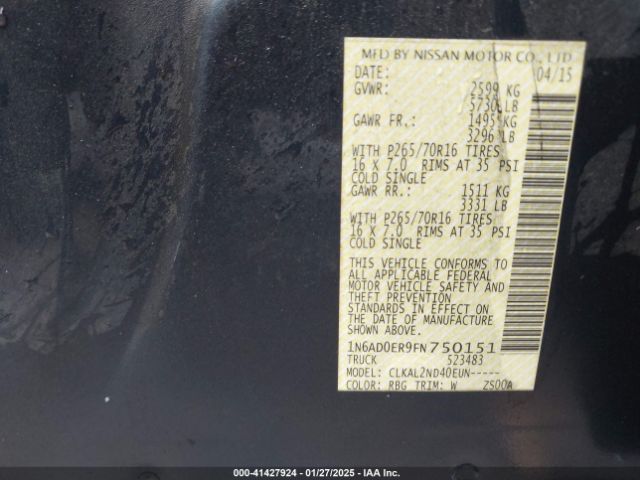 MFD BY NISSAN MOTOR CO., LTD.
DATE: 04/15
GVWR: 2599 KG
5730 LB
GAWR FR.: 1495 KG
3296 LB
WITH P265/70R16 TIRES
16 X 7.0 RIMS AT 35 PSI
COLD SINGLE
GAWR RR.: 1511 KG
3331 LB
WITH P265/70R16 TIRES
16 X 7.0 RIMS AT 35 PSI
COLD SINGLE
THIS VEHICLE CONFORMS TO
ALL APPLICABLE FEDERAL
MOTOR VEHICLE SAFETY AND
THEFT PREVENTION
STANDARDS IN EFFECT ON
THE DATE OF MANUFACTURE
SHOWN ABOVE.
1N6AD0ER9FN750151
TRUCK 523483
MODEL: CLKAL2ND40EUN-----
COLOR: RBG TRIM: W ZS00A
000-41427924 - 01/27/2025 - IAA Inc.